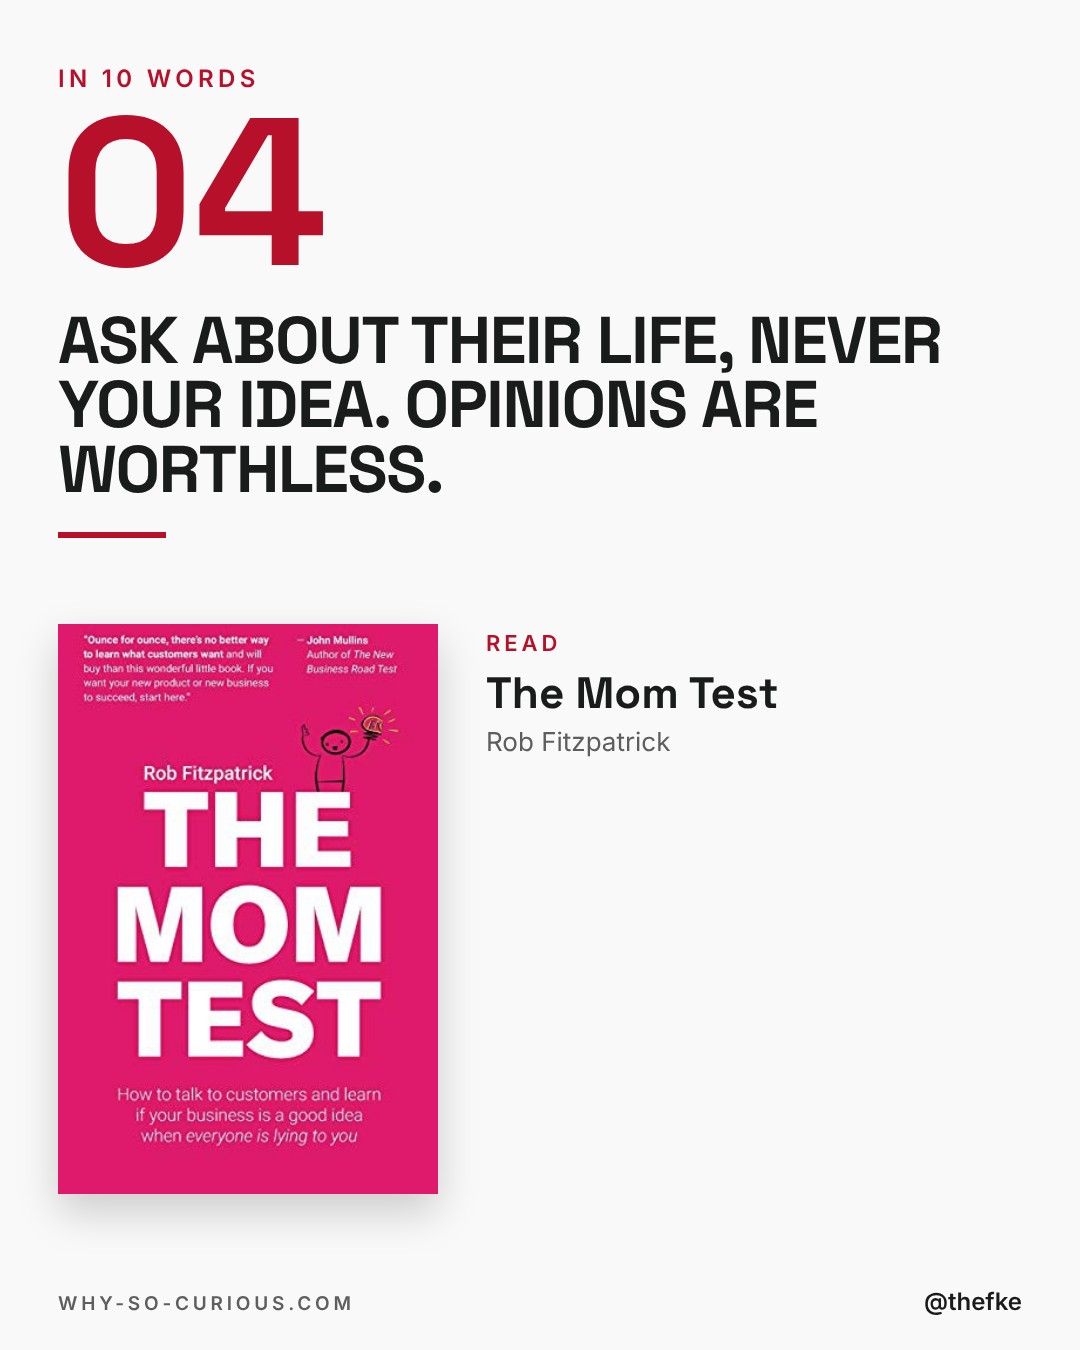 IN 10 WORDS
04
ASK ABOUT THEIR LIFE, NEVER
YOUR IDEA. OPINIONS ARE
WORTHLESS.
"Ounce for ounce, there's no better way
to learn what customers want and will
buy than this wonderful little book. If you
want your new product or new business
to succeed, start here."
— John Mullins
Author of The New
Business Road Test
Rob Fitzpatrick
THE
MOM
TEST
How to talk to customers and learn
if your business is a good idea
when everyone is lying to you
READ
The Mom Test
Rob Fitzpatrick
WHY-SO-CURIOUS.COM
@thefke